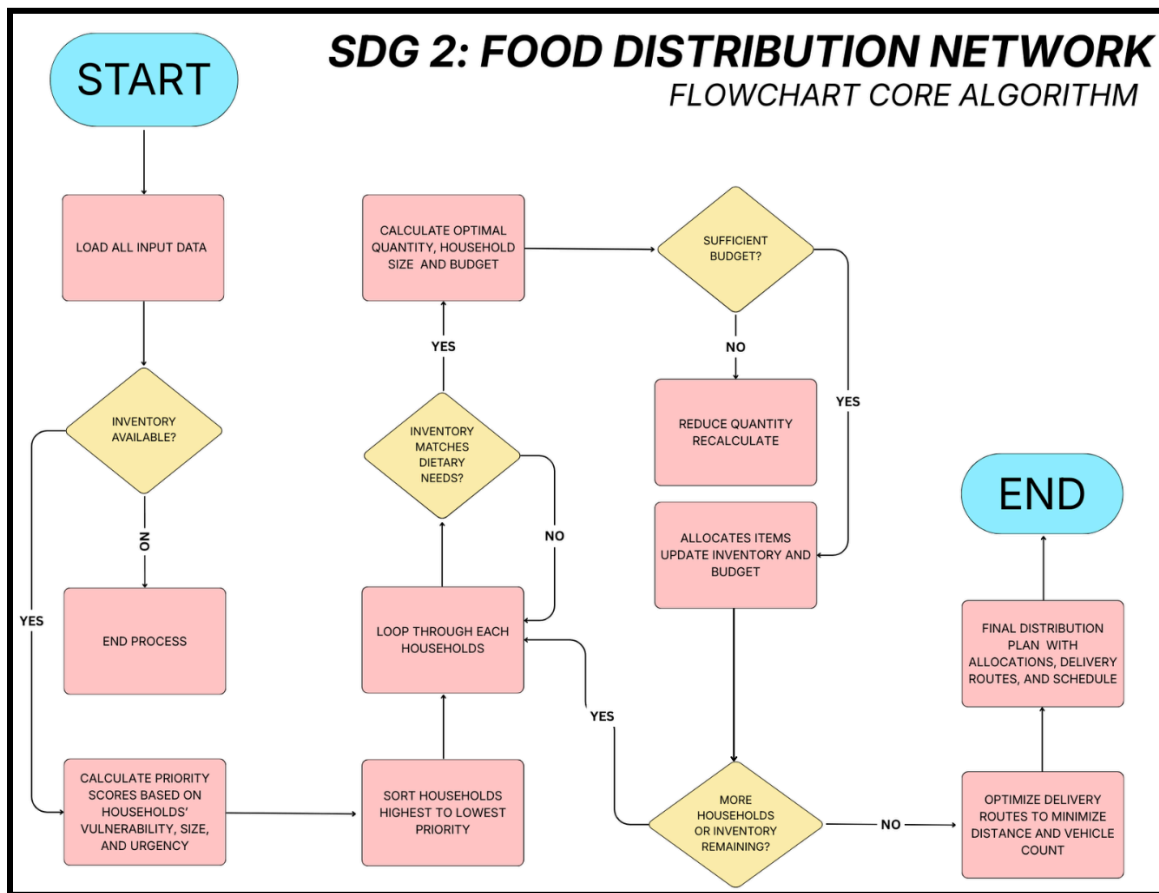 SDG 2: FOOD DISTRIBUTION NETWORK
FLOWCHART CORE ALGORITHM
START
LOAD ALL INPUT DATA
INVENTORY
AVAILABLE?
NO
END PROCESS
YES
CALCULATE PRIORITY
SCORES BASED ON
HOUSEHOLDS'
VULNERABILITY, SIZE,
AND URGENCY
SORT HOUSEHOLDS
HIGHEST TO LOWEST
PRIORITY
LOOP THROUGH EACH
HOUSEHOLDS
INVENTORY
MATCHES
DIETARY
NEEDS?
NO
YES
CALCULATE OPTIMAL
QUANTITY, HOUSEHOLD
SIZE AND BUDGET
SUFFICIENT
BUDGET?
NO
YES
REDUCE QUANTITY
RECALCULATE
ALLOCATES ITEMS
UPDATE INVENTORY AND
BUDGET
MORE
HOUSEHOLDS
OR INVENTORY
REMAINING?
YES
NO
OPTIMIZE DELIVERY
ROUTES TO MINIMIZE
DISTANCE AND VEHICLE
COUNT
FINAL DISTRIBUTION
PLAN WITH
ALLOCATIONS, DELIVERY
ROUTES, AND SCHEDULE
END